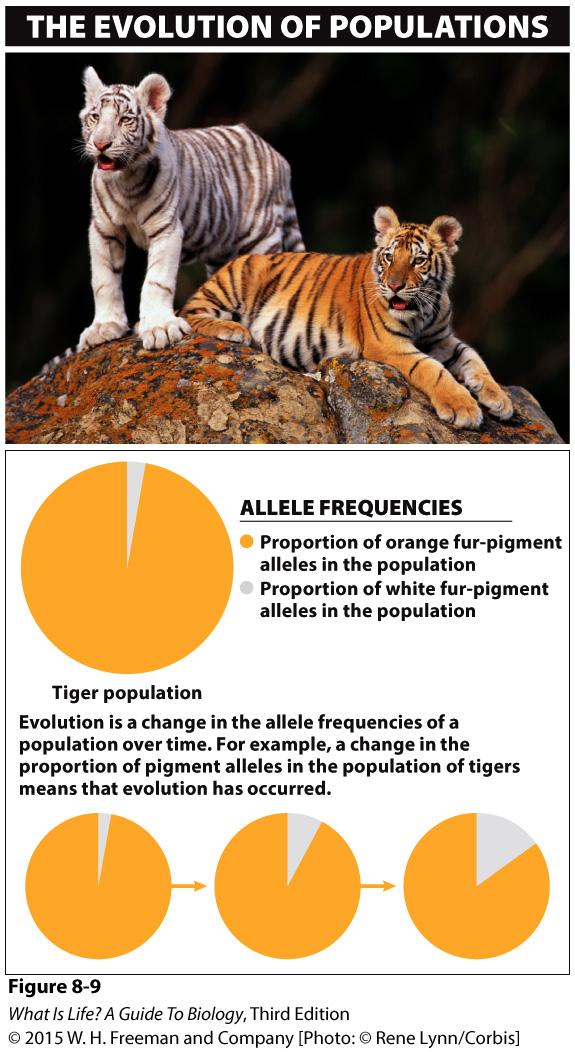 THE EVOLUTION OF POPULATIONS
ALLELE FREQUENCIES
Proportion of orange fur-pigment
alleles in the population
Proportion of white fur-pigment
alleles in the population
Tiger population
Evolution is a change in the allele frequencies of a
population over time. For example, a change in the
proportion of pigment alleles in the population of tigers
means that evolution has occurred.
Figure 8-9
What Is Life? A Guide To Biology, Third Edition
© 2015 W. H. Freeman and Company [Photo: © Rene Lynn/Corbis]